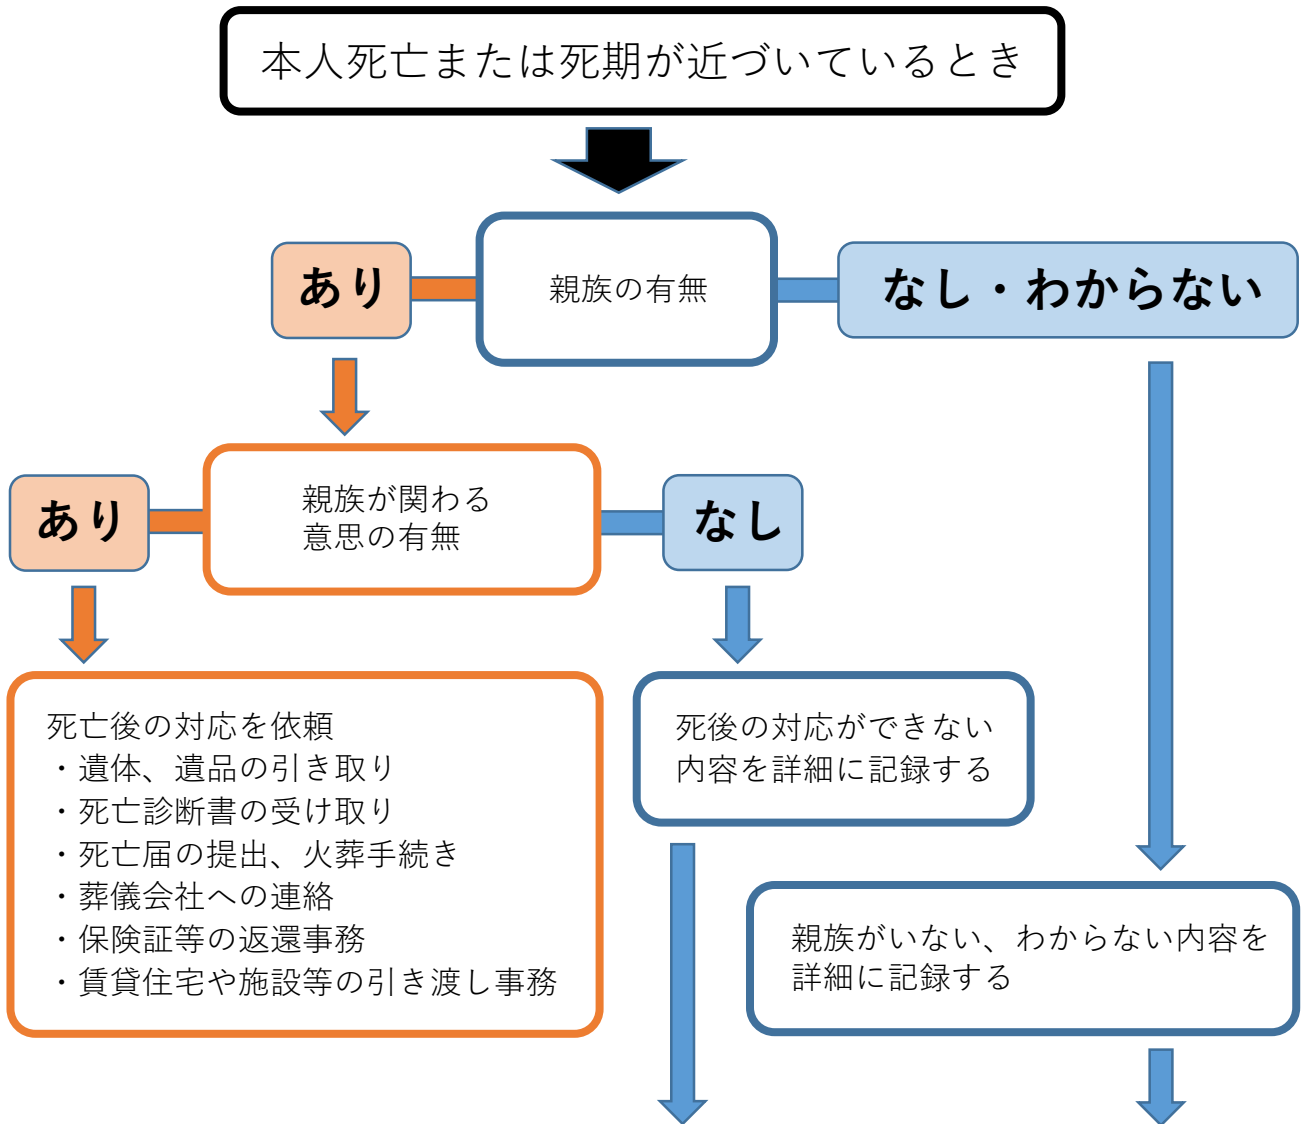 本人死亡または死期が近づいているとき
あり
親族の有無
なし・わからない
あり
親族が関わる
意思の有無
なし
死亡後の対応を依頼
・遺体、遺品の引き取り
・死亡診断書の受け取り
・死亡届の提出、火葬手続き
・葬儀会社への連絡
・保険証等の返還事務
・賃貸住宅や施設等の引き渡し事務
死後の対応ができない
内容を詳細に記録する
親族がいない、わからない内容を
詳細に記録する